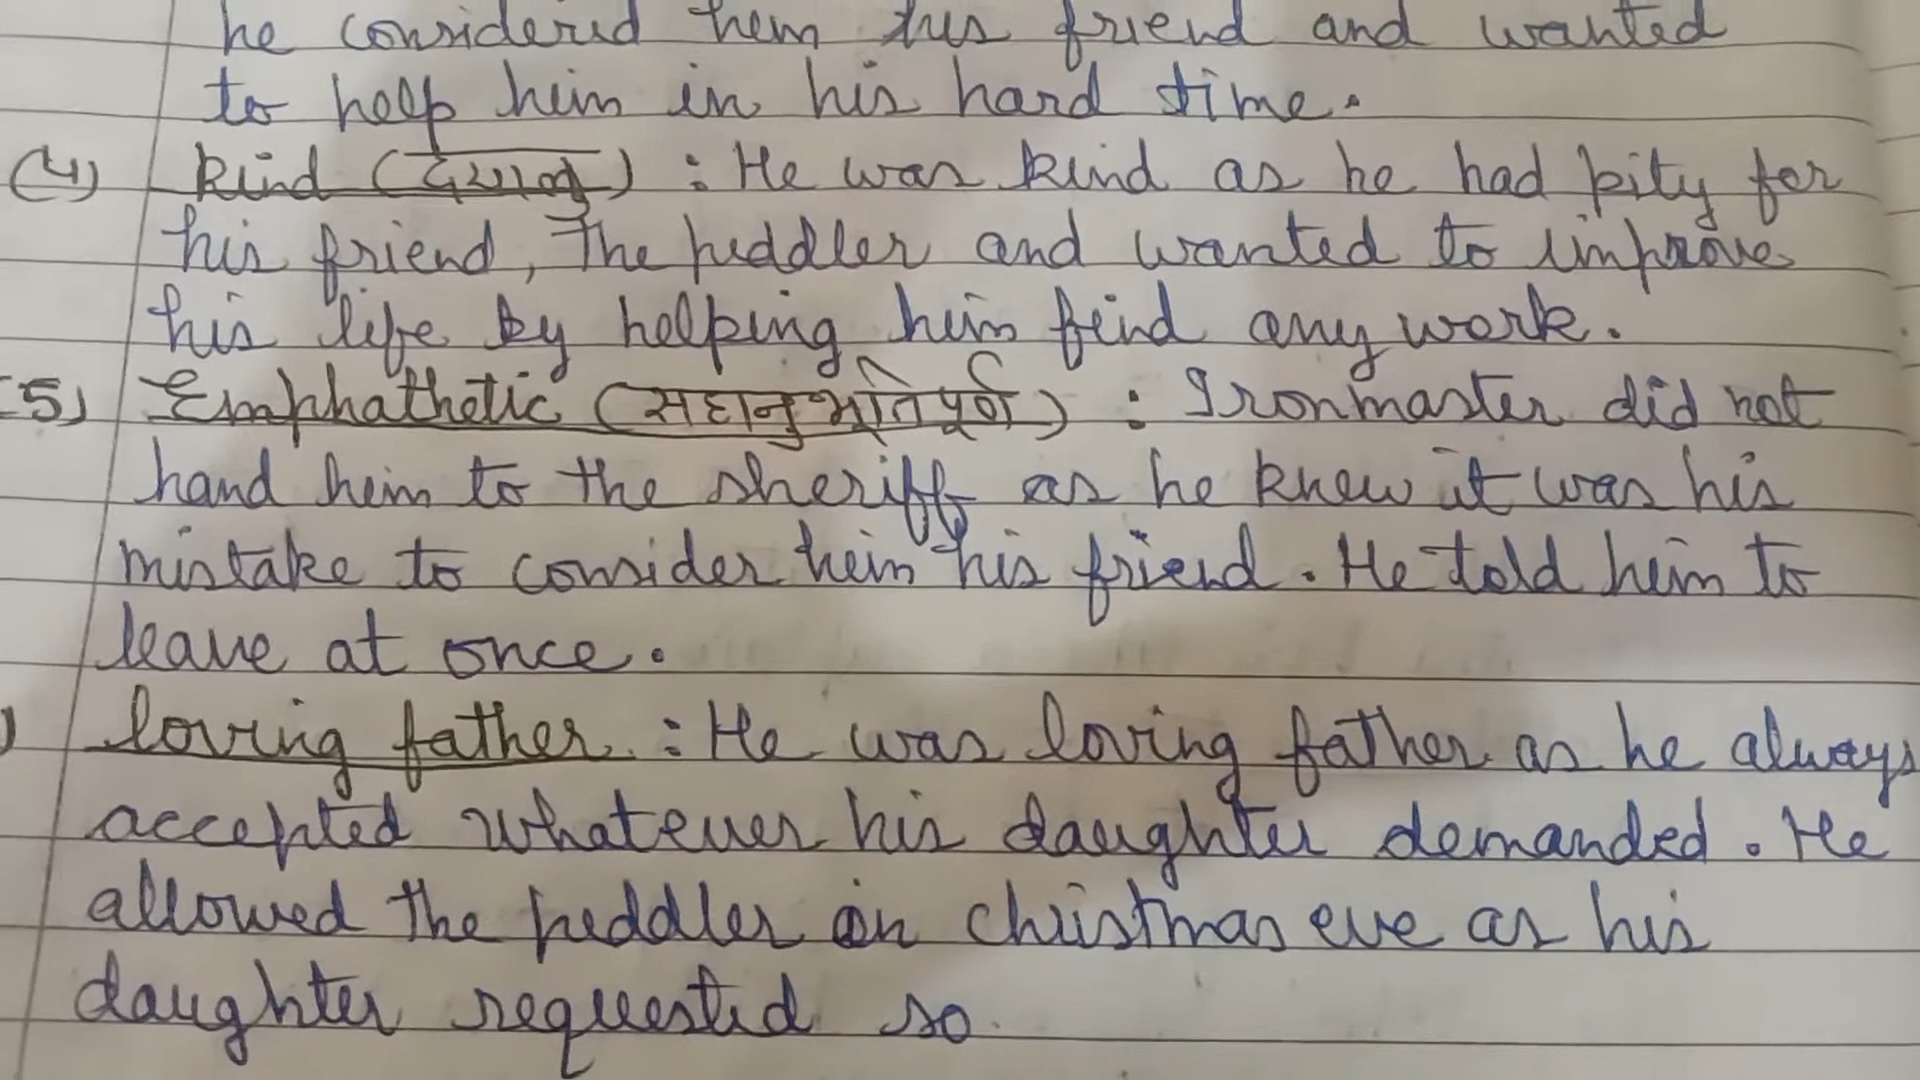 he considered them his friend and wanted
to help him in his hard time.
(4) kind (दयालु) : He was kind as he had pity for
his friend, The peddler and wanted to improve
his life by helping him find any work.
5) Emphathetic (सहानुभोतिपूर्ण) : Ironmaster did not
hand him to the sheriff as he knew it was his
mistake to consider him his friend. He told him to
leave at once.
) loving father : He was loving father as he always
accepted whatever his daughter demanded. He
allowed the peddler on christmas eve as his
daughter requested so.